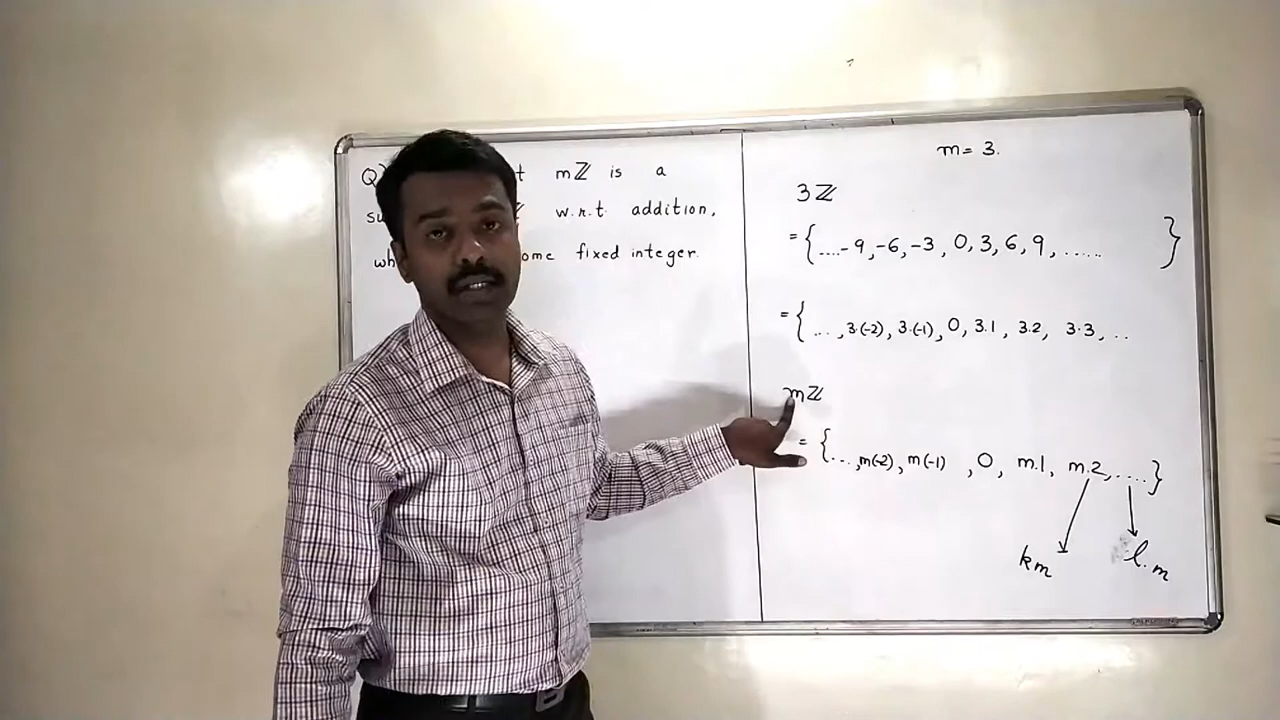 Q) t mℤ is a
su ℤ w.r.t addition,
wh ome fixed integer.
m = 3.
3ℤ
= {....-9, -6, -3, 0, 3, 6, 9, ...... }
= { ... , 3(-2), 3.(-1), 0, 3.1, 3.2, 3.3, ..
mℤ
= {..., m(-2), m(-1) , 0, m.1, m.2, .... }
km l.m